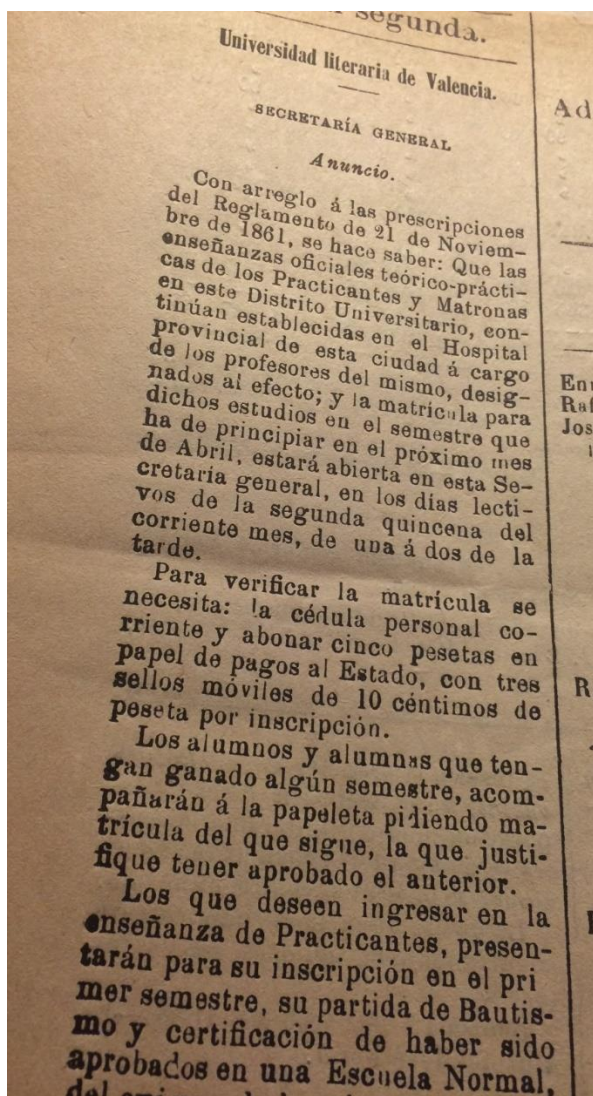 segunda.
Universidad literaria de Valencia.
SECRETARÍA GENERAL
Anuncio.
Con arreglo á las prescripciones
del Reglamento de 21 de Noviem-
bre de 1861, se hace saber: Que las
enseñanzas oficiales teórico-prácti-
cas de los Practicantes y Matronas
en este Distrito Universitario, con-
tinúan establecidas en el Hospital
provincial de esta ciudad á cargo
de los profesores del mismo, desig-
nados al efecto; y la matrícula para
dichos estudios en el semestre que
ha de principiar en el próximo mes
de Abril, estará abierta en esta Se-
cretaría general, en los días lecti-
vos de la segunda quincena del
corriente mes, de una á dos de la
tarde.
Para verificar la matrícula se
necesita: la cédula personal co-
rriente y abonar cinco pesetas en
papel de pagos al Estado, con tres
sellos móviles de 10 céntimos de
peseta por inscripción.
Los alumnos y alumnas que ten-
gan ganado algún semestre, acom-
pañarán á la papeleta pidiendo ma-
trícula del que sigue, la que justi-
fique tener aprobado el anterior.
Los que deseen ingresar en la
enseñanza de Practicantes, presen-
tarán para su inscripción en el pri
mer semestre, su partida de Bautis-
mo y certificación de haber sido
aprobados en una Escuela Normal,
Ad
Jos
R